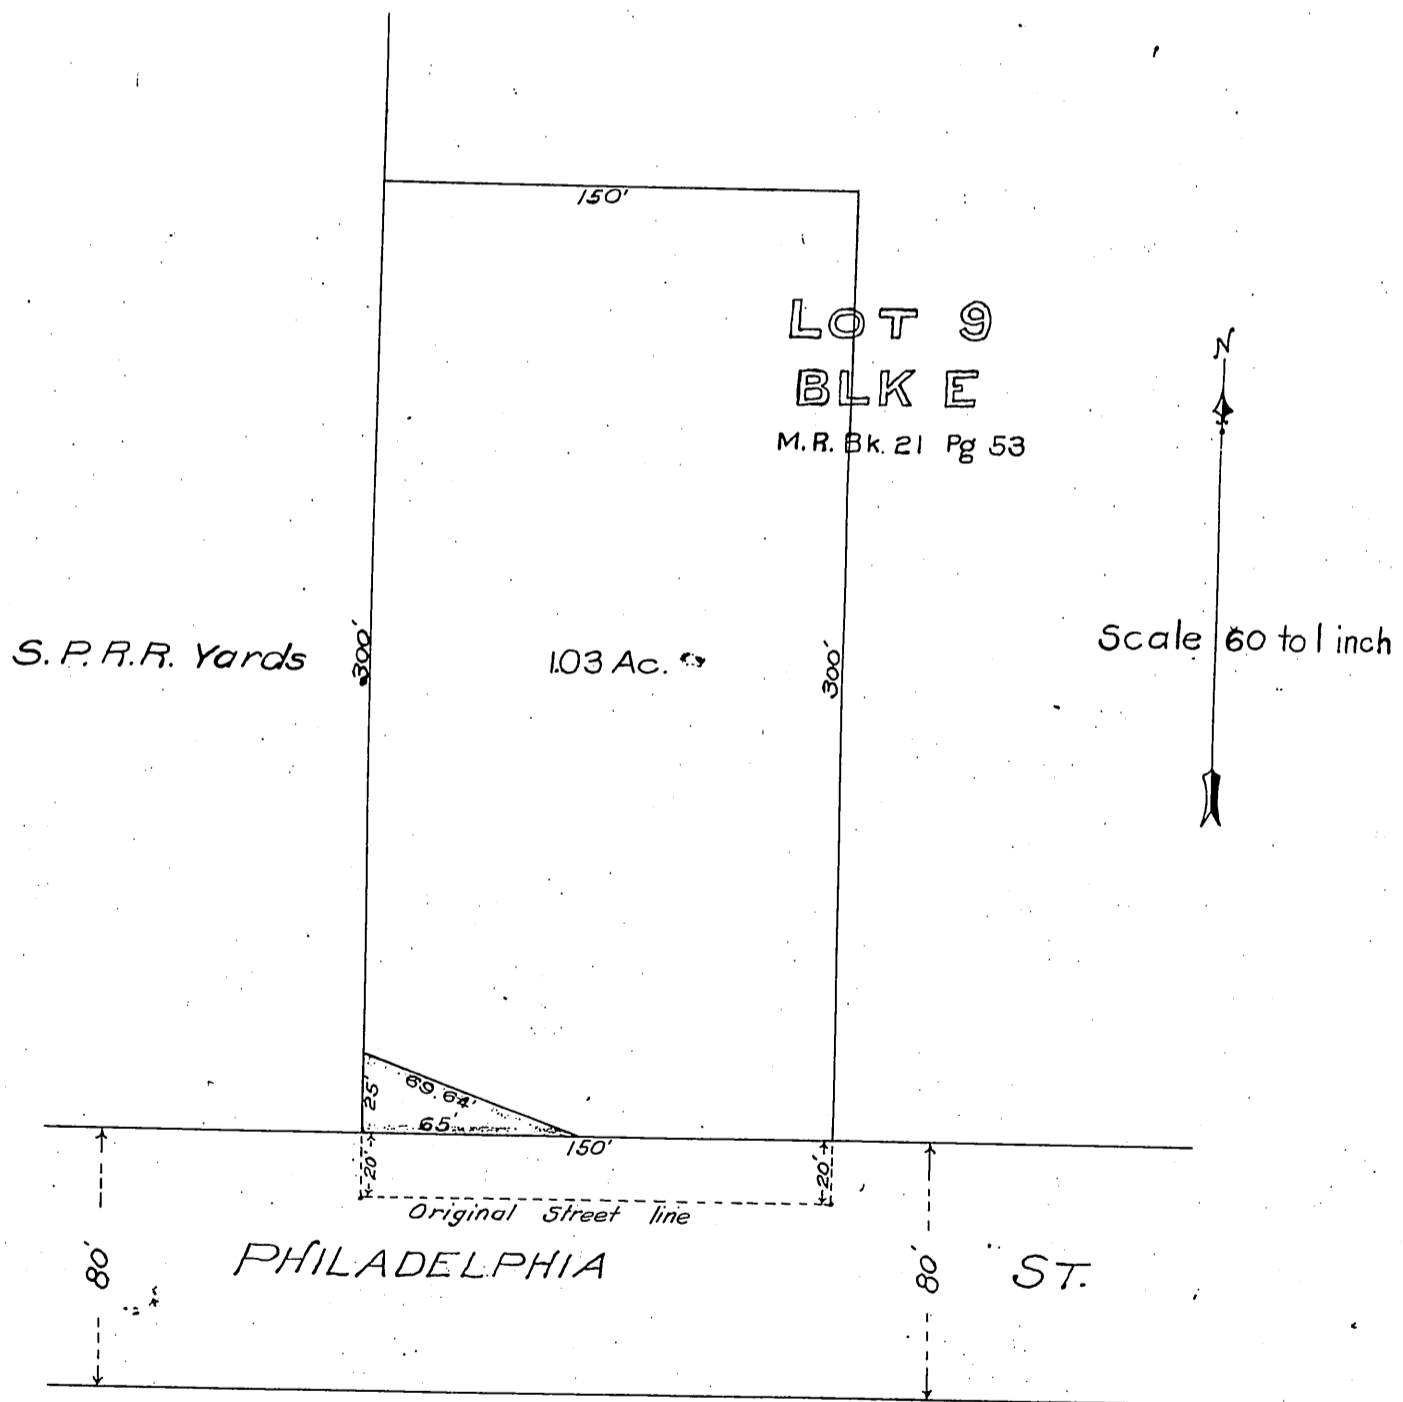 150'
LOT 9
BLK E
M.R. Bk. 21 Pg 53
N
S.P.R.R. Yards
300'
1.03 Ac.
300'
Scale 60 to 1 inch
25'
69.64'
65'
150'
20'
20'
Original Street line
80'
PHILADELPHIA ST.
80'